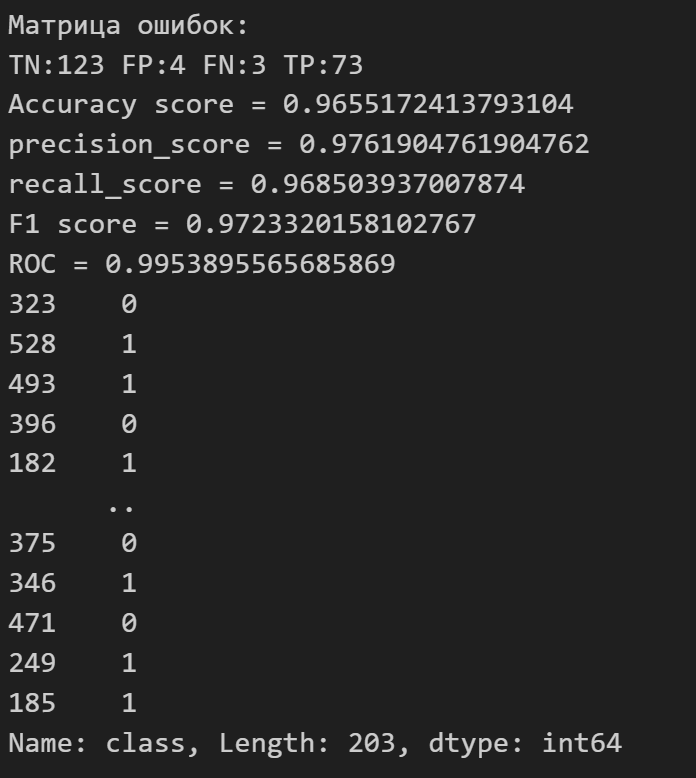 Матрица ошибок:
TN:123 FP:4 FN:3 TP:73
Accuracy score = 0.9655172413793104
precision_score = 0.9761904761904762
recall_score = 0.968503937007874
F1 score = 0.9723320158102767
ROC = 0.9953895565685869
323    0
528    1
493    1
396    0
182    1
      ..
375    0
346    1
471    0
249    1
185    1
Name: class, Length: 203, dtype: int64